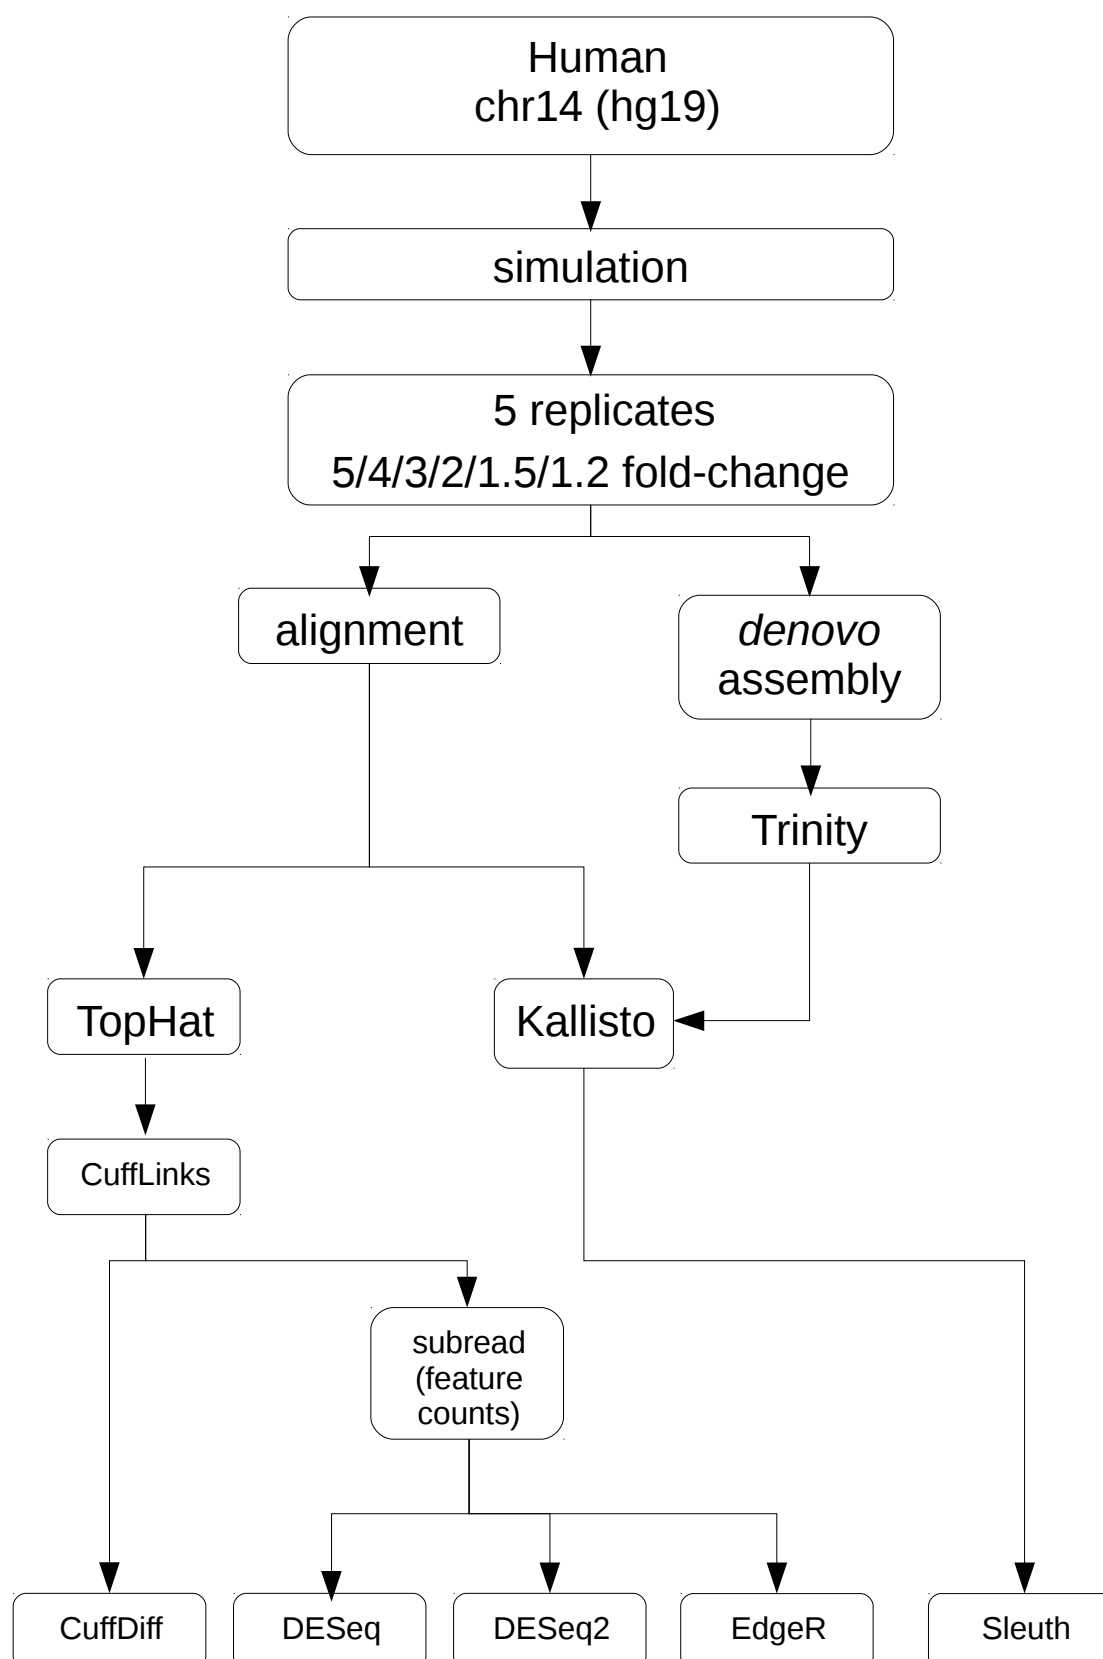 Human
chr14 (hg19)
simulation
5 replicates
5/4/3/2/1.5/1.2 fold-change
alignment
denovo
assembly
Trinity
TopHat
Kallisto
CuffLinks
subread
(feature
counts)
CuffDiff
DESeq
DESeq2
EdgeR
Sleuth